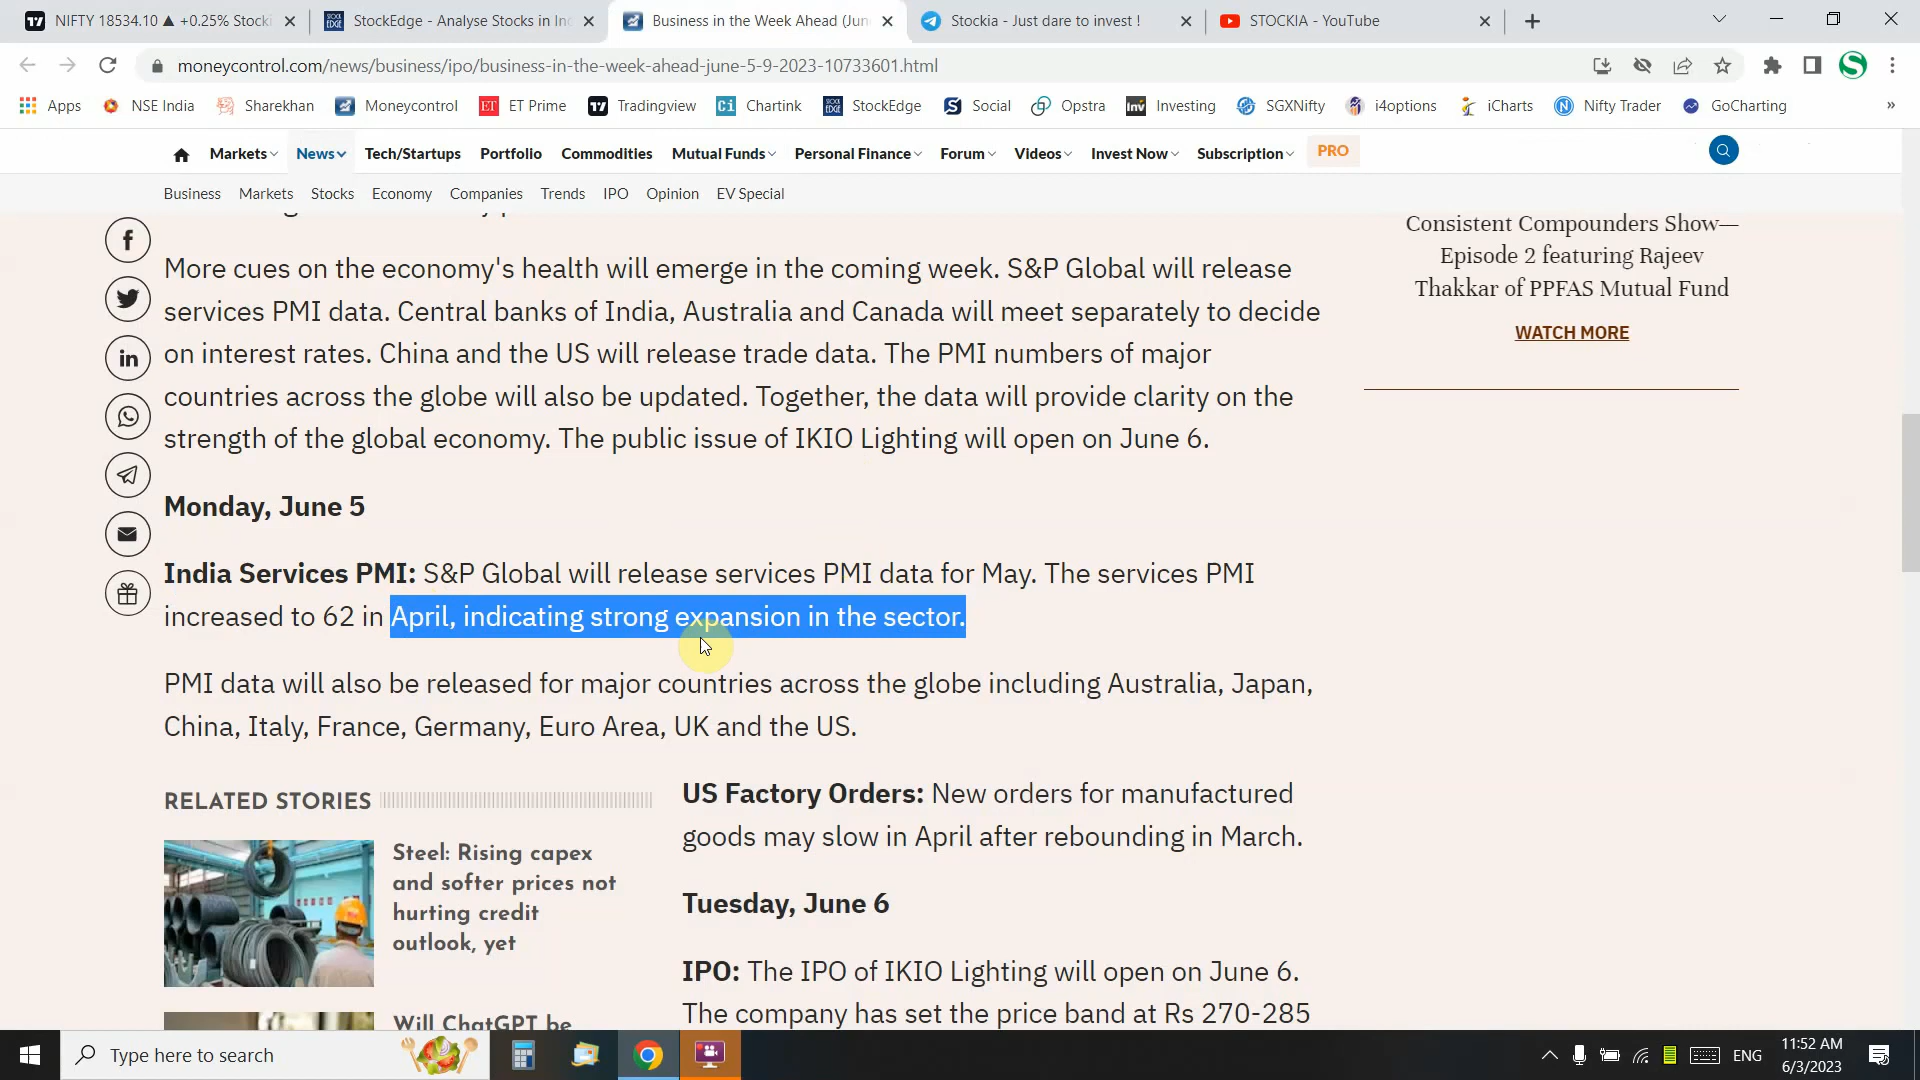 NIFTY 18534.10 ▲ +0.25% Stocki
StockEdge - Analyse Stocks in Inc
Business in the Week Ahead (Jun
Stockia - Just dare to invest !
STOCKIA - YouTube
moneycontrol.com/news/business/ipo/business-in-the-week-ahead-june-5-9-2023-10733601.html
Apps NSE India Sharekhan Moneycontrol ET Prime Tradingview Chartink StockEdge Social Opstra Investing SGXNifty i4options iCharts Nifty Trader GoCharting »
Markets News Tech/Startups Portfolio Commodities Mutual Funds Personal Finance Forum Videos Invest Now Subscription PRO
Business Markets Stocks Economy Companies Trends IPO Opinion EV Special
More cues on the economy's health will emerge in the coming week. S&P Global will release
services PMI data. Central banks of India, Australia and Canada will meet separately to decide
on interest rates. China and the US will release trade data. The PMI numbers of major
countries across the globe will also be updated. Together, the data will provide clarity on the
strength of the global economy. The public issue of IKIO Lighting will open on June 6.
Monday, June 5
India Services PMI: S&P Global will release services PMI data for May. The services PMI
increased to 62 in April, indicating strong expansion in the sector.
PMI data will also be released for major countries across the globe including Australia, Japan,
China, Italy, France, Germany, Euro Area, UK and the US.
RELATED STORIES
Steel: Rising capex
and softer prices not
hurting credit
outlook, yet
Will ChatGPT be
US Factory Orders: New orders for manufactured
goods may slow in April after rebounding in March.
Tuesday, June 6
IPO: The IPO of IKIO Lighting will open on June 6.
The company has set the price band at Rs 270-285
Consistent Compounders Show—
Episode 2 featuring Rajeev
Thakkar of PPFAS Mutual Fund
WATCH MORE
Type here to search
ENG
11:52 AM
6/3/2023